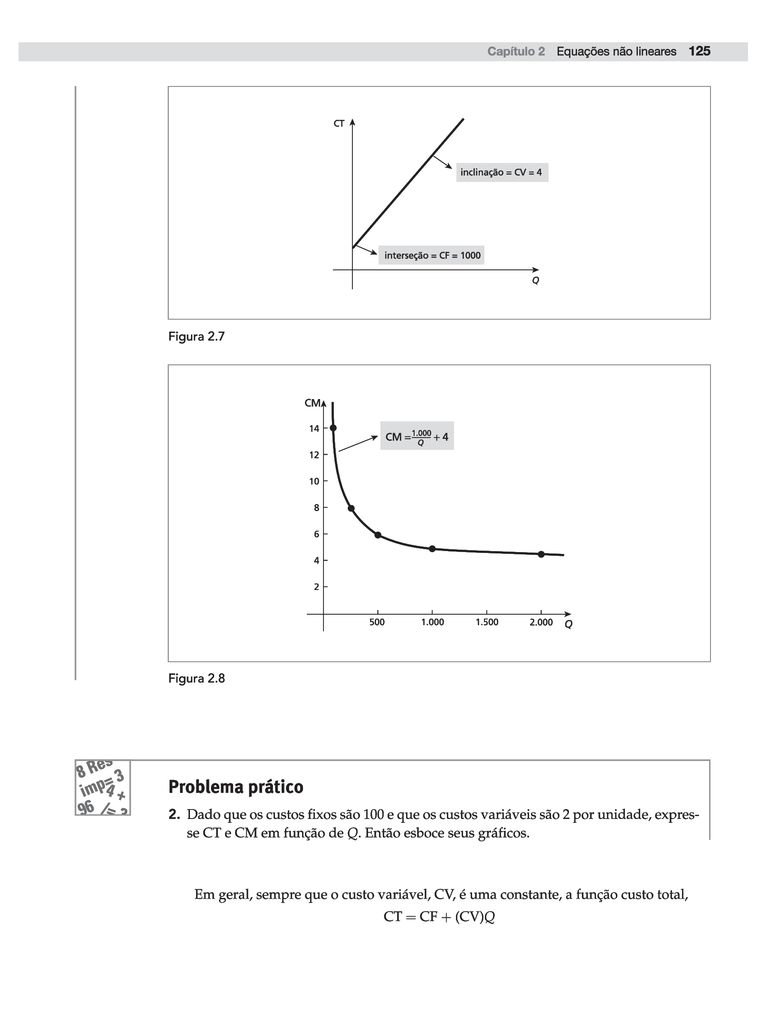 Capítulo 2 Equações não lineares 125
CT
inclinação = CV = 4
interseção = CF = 1000
Q
Figura 2.7
CM
14
CM = 1.000/Q + 4
12
10
8
6
4
2
500 1.000 1.500 2.000 Q
Figura 2.8
8 Res
imp= 3
4 +
96 /= 2
Problema prático
2. Dado que os custos fixos são 100 e que os custos variáveis são 2 por unidade, expres-
se CT e CM em função de Q. Então esboce seus gráficos.
Em geral, sempre que o custo variável, CV, é uma constante, a função custo total,
CT = CF + (CV)Q